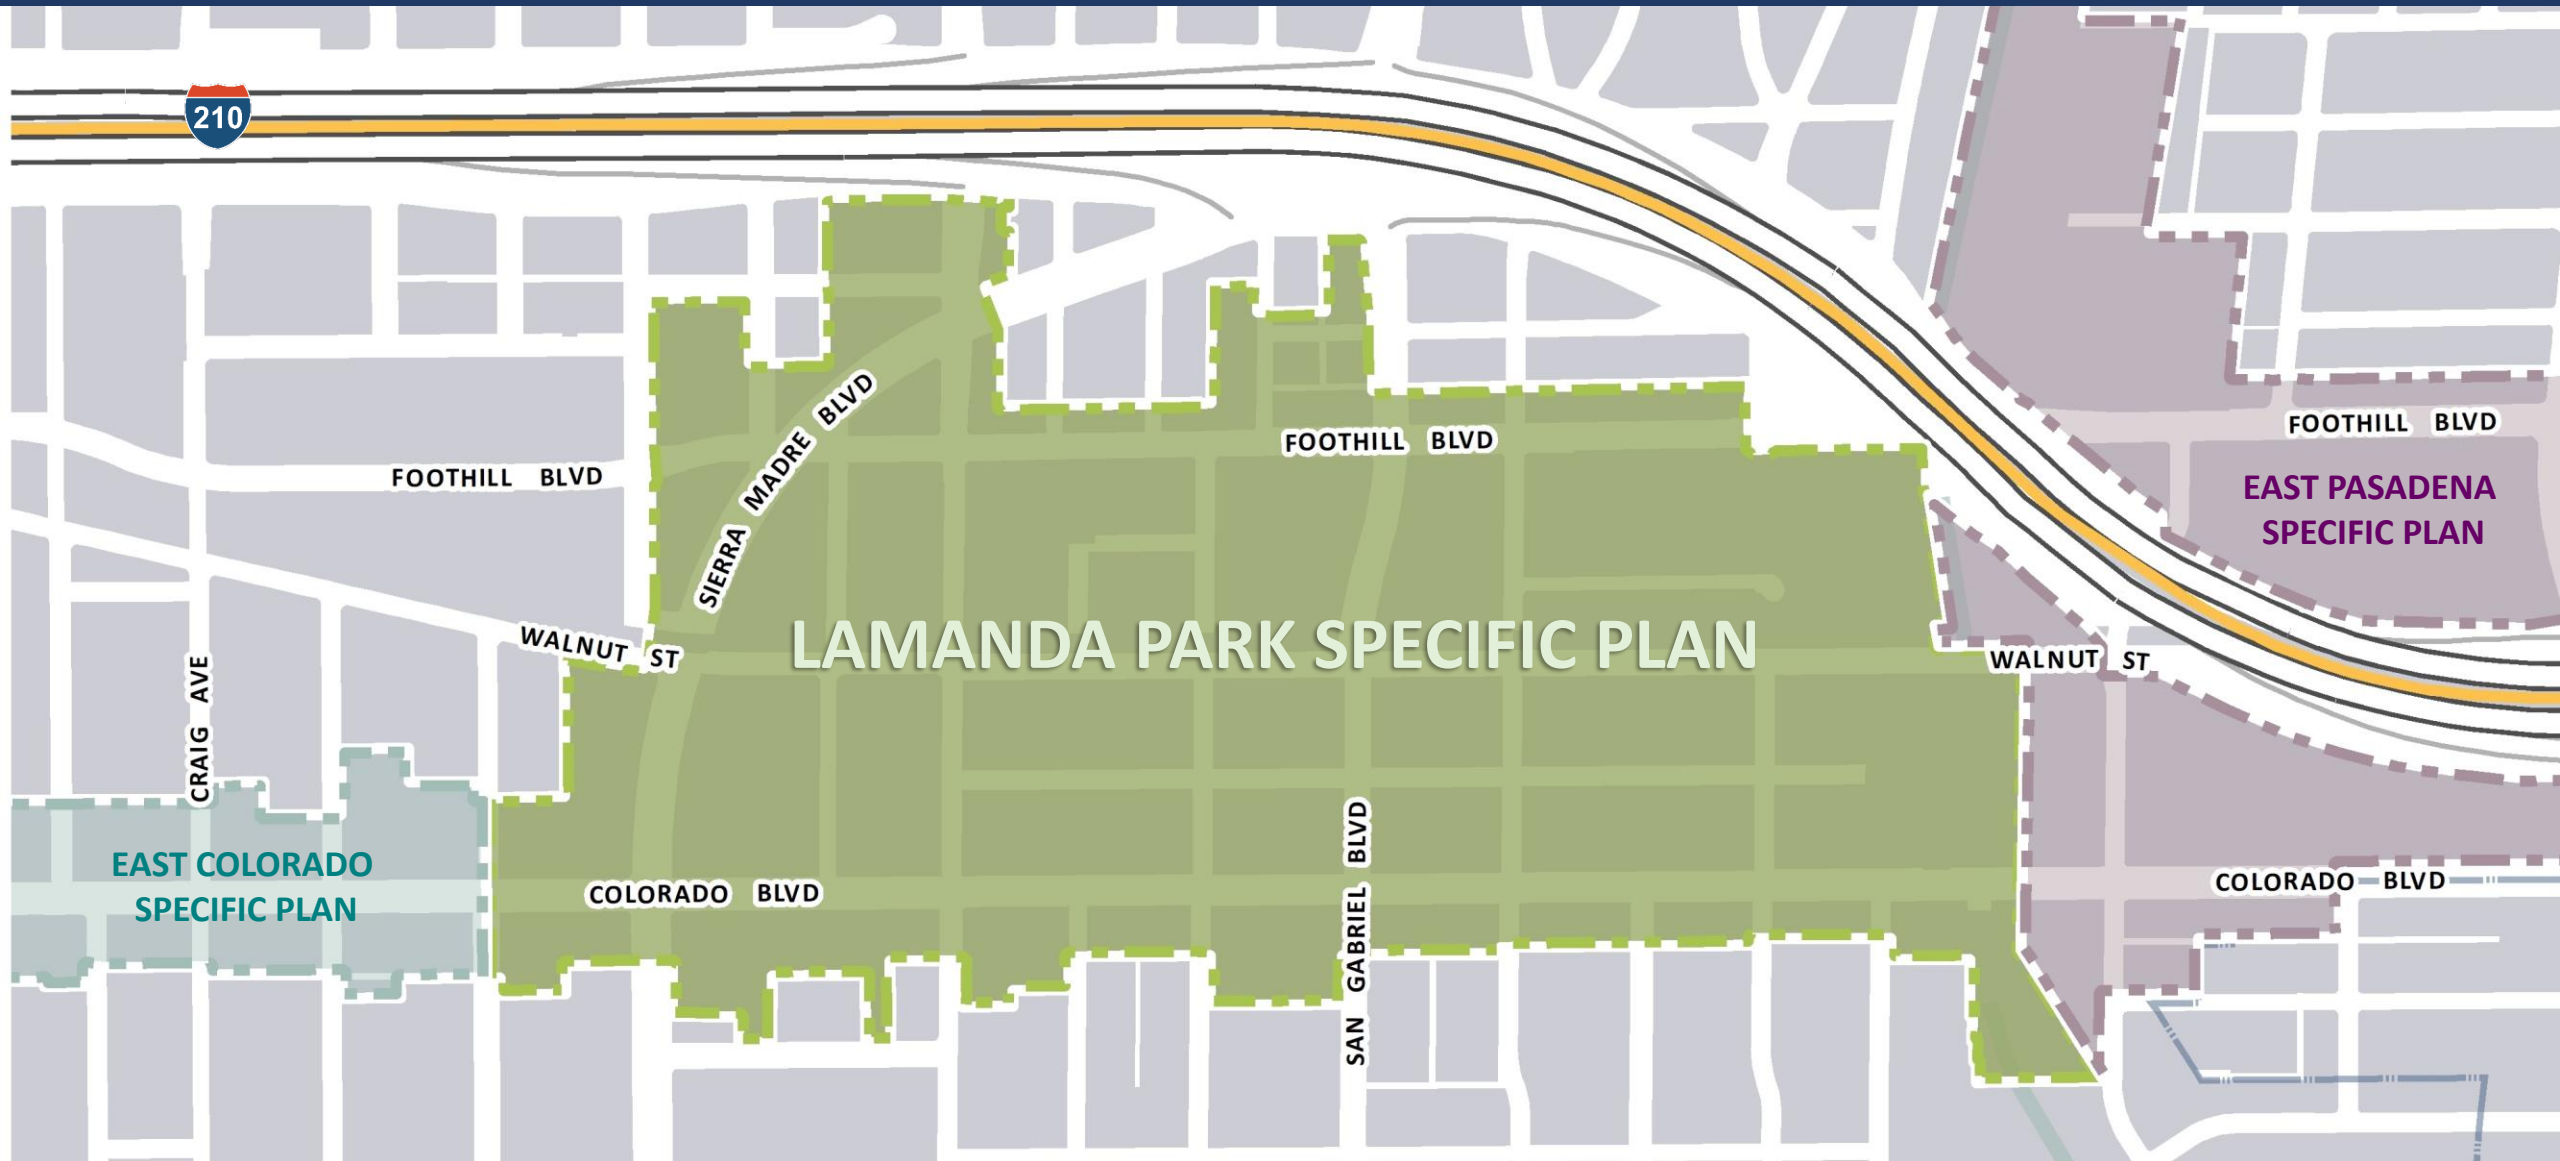 210
FOOTHILL BLVD
SIERRA MADRE BLVD
FOOTHILL BLVD
FOOTHILL BLVD
EAST PASADENA
SPECIFIC PLAN
WALNUT ST
LAMANDA PARK SPECIFIC PLAN
WALNUT ST
CRAIG AVE
EAST COLORADO
SPECIFIC PLAN
COLORADO BLVD
SAN GABRIEL BLVD
COLORADO BLVD